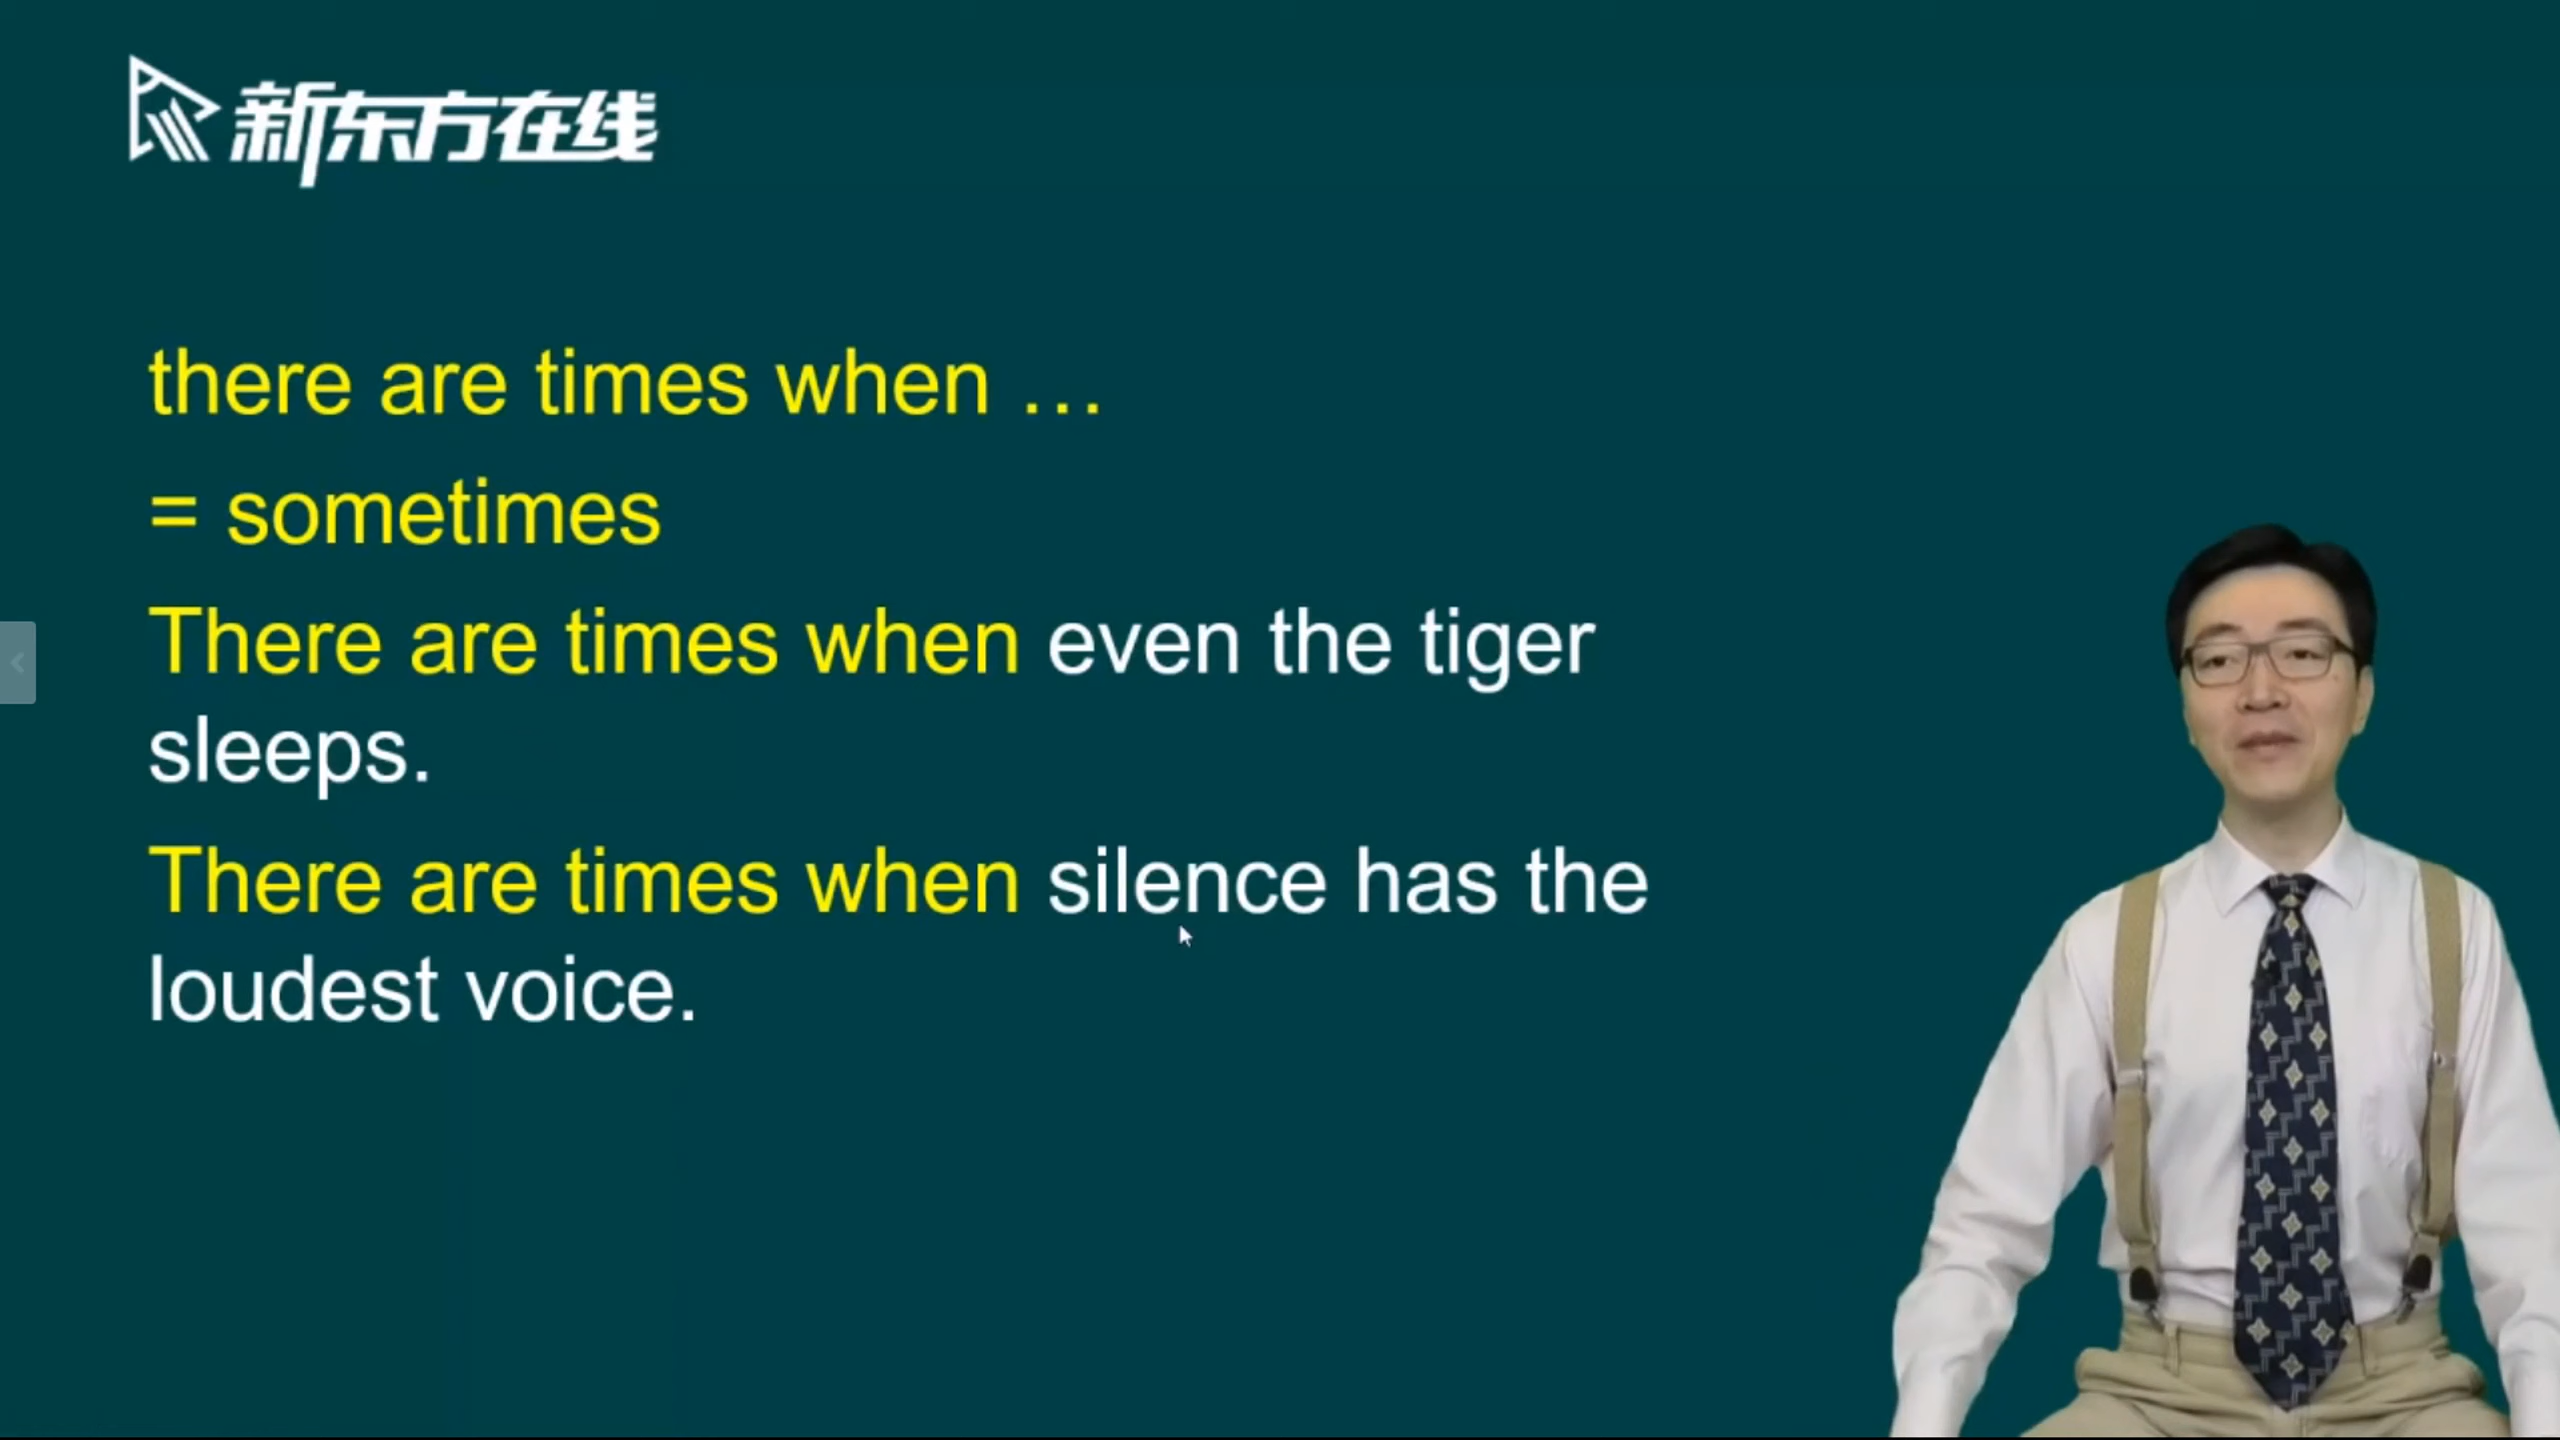 新东方在线
there are times when …
= sometimes
There are times when even the tiger
sleeps.
There are times when silence has the
loudest voice.